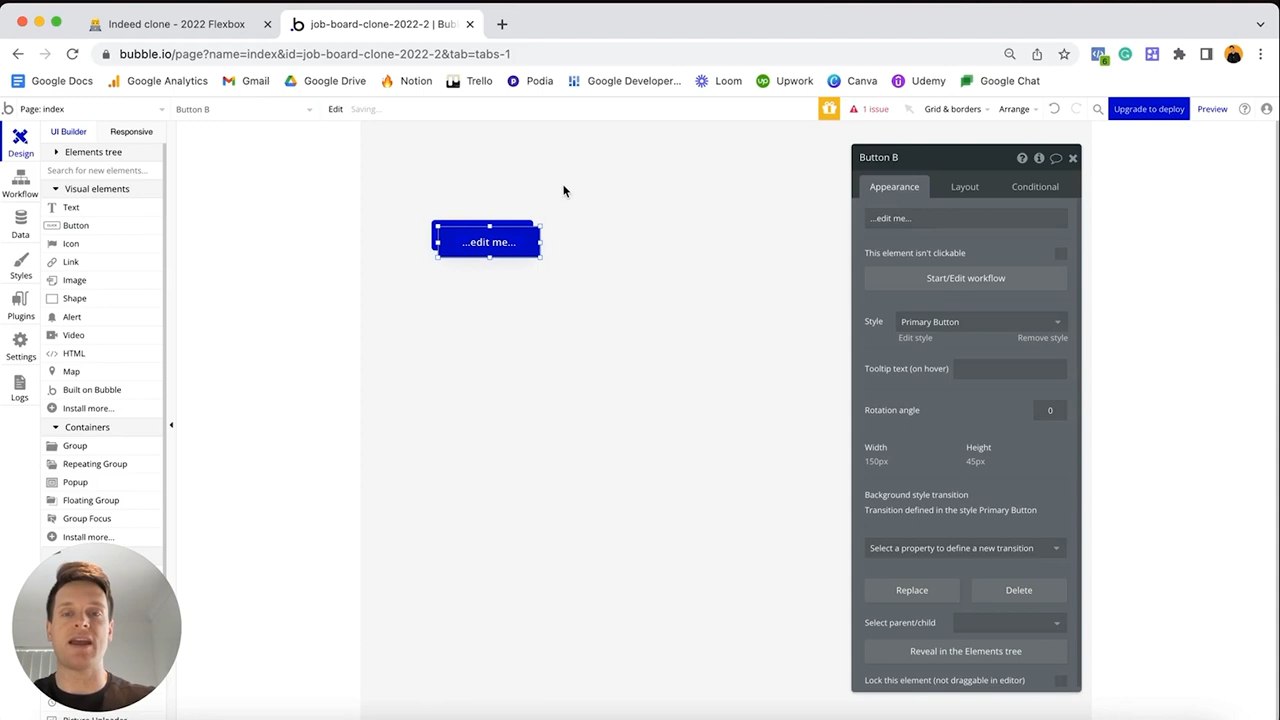 Indeed clone - 2022 Flexbox
job-board-clone-2022-2 | Bubl
bubble.io/page?name=index&id=job-board-clone-2022-2&tab=tabs-1
6
Google Docs
Google Analytics
Gmail
Google Drive
Notion
Trello
Podia
Google Developer...
Loom
Upwork
Canva
Udemy
Google Chat
Page: index
Button B
Edit
Saving...
1 issue
Grid & borders
Arrange
Upgrade to deploy
Preview
Design
Workflow
Data
Styles
Plugins
Settings
Logs
UI Builder
Responsive
Elements tree
Search for new elements...
Visual elements
Text
Button
Icon
Link
Image
Shape
Alert
Video
HTML
Map
Built on Bubble
Install more...
Containers
Group
Repeating Group
Popup
Floating Group
Group Focus
Install more...
...edit me...
Button B
Appearance
Layout
Conditional
...edit me...
This element isn't clickable
Start/Edit workflow
Style
Primary Button
Edit style
Remove style
Tooltip text (on hover)
Rotation angle
0
Width
Height
150px
45px
Background style transition
Transition defined in the style Primary Button
Select a property to define a new transition
Replace
Delete
Select parent/child
Reveal in the Elements tree
Lock this element (not draggable in editor)